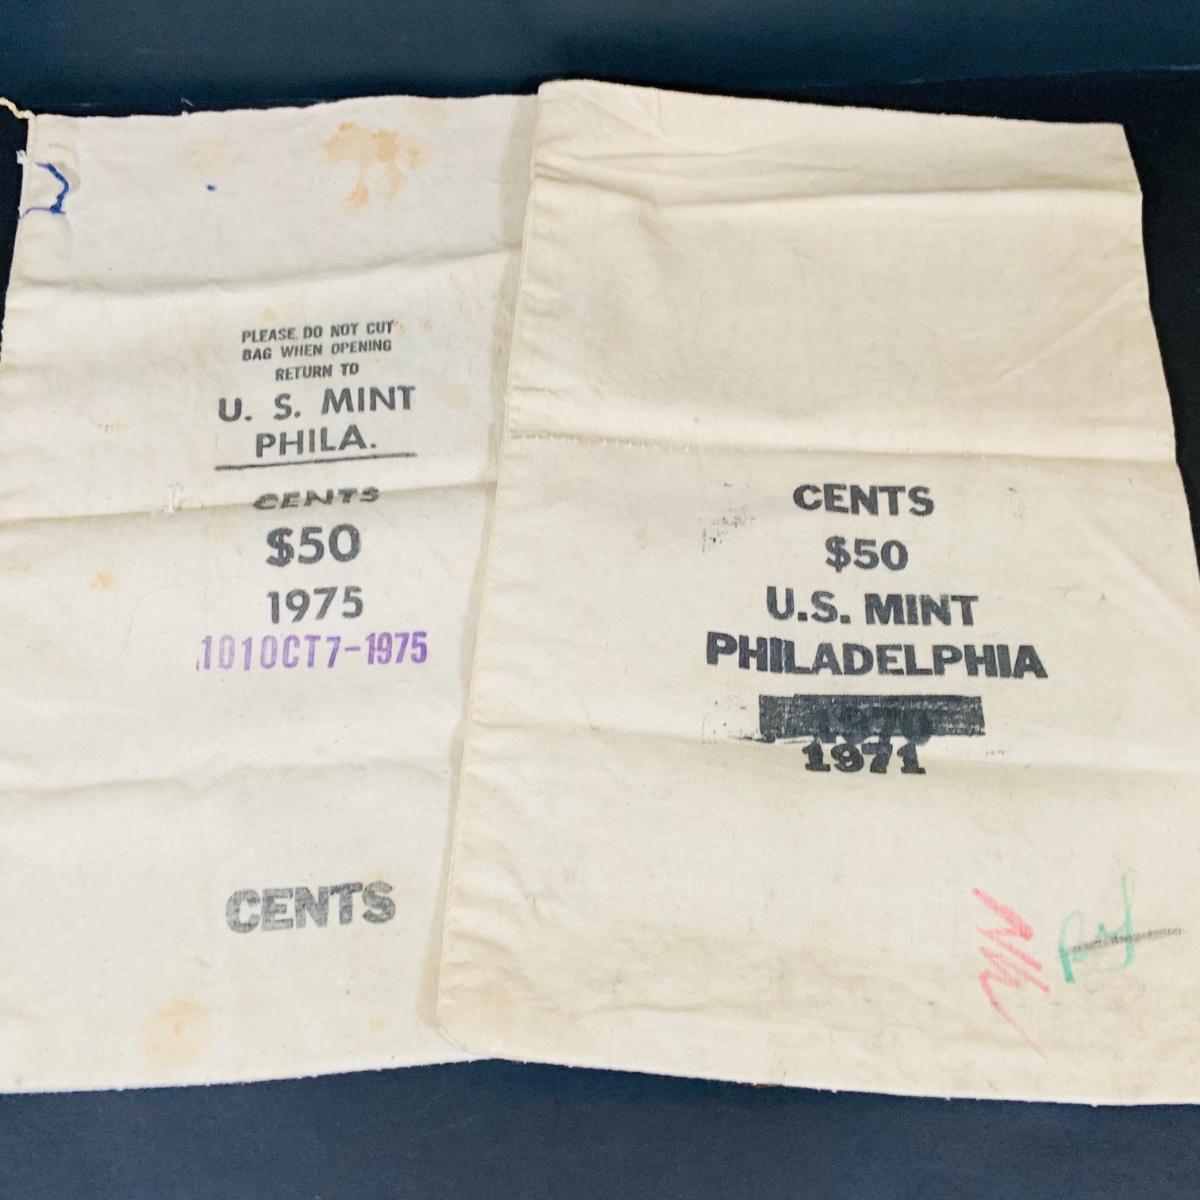 PLEASE DO NOT CUT
BAG WHEN OPENING
RETURN TO
U. S. MINT
PHILA.
CENTS
$50
1975
1010CT7-1975
CENTS
CENTS
$50
U.S. MINT
PHILADELPHIA
1970
1971